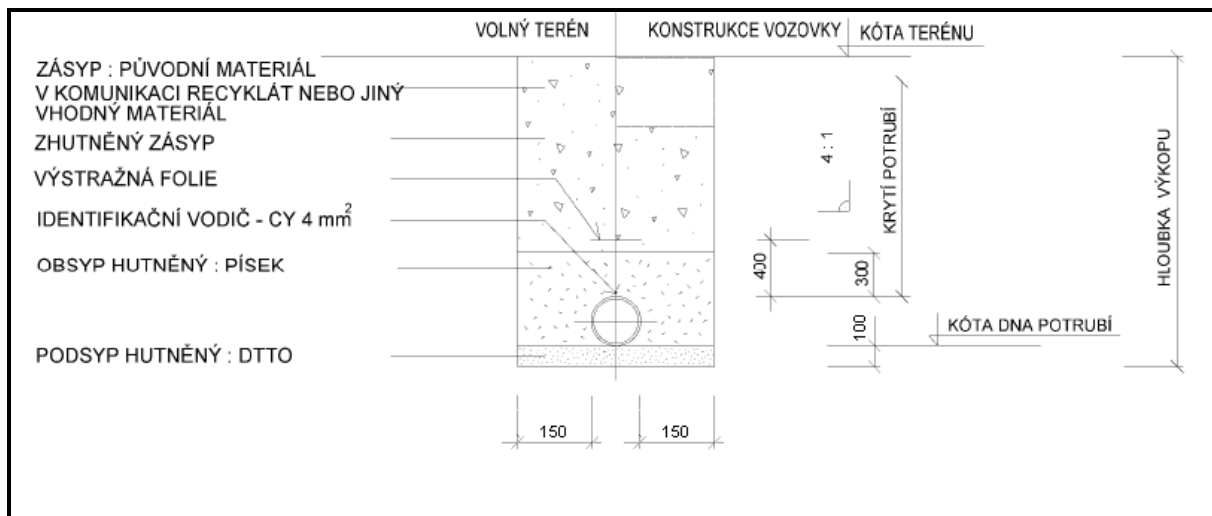 VOLNÝ TERÉN
KONSTRUKCE VOZOVKY
KÓTA TERÉNU
ZÁSYP : PŮVODNÍ MATERIÁL
V KOMUNIKACI RECYKLÁT NEBO JINÝ
VHODNÝ MATERIÁL
ZHUTNĚNÝ ZÁSYP
VÝSTRAŽNÁ FOLIE
IDENTIFIKAČNÍ VODIČ - CY 4 mm²
OBSYP HUTNĚNÝ : PÍSEK
PODSYP HUTNĚNÝ : DTTO
4 : 1
KRYTÍ POTRUBÍ
HLOUBKA VÝKOPU
400
300
100
KÓTA DNA POTRUBÍ
150
150